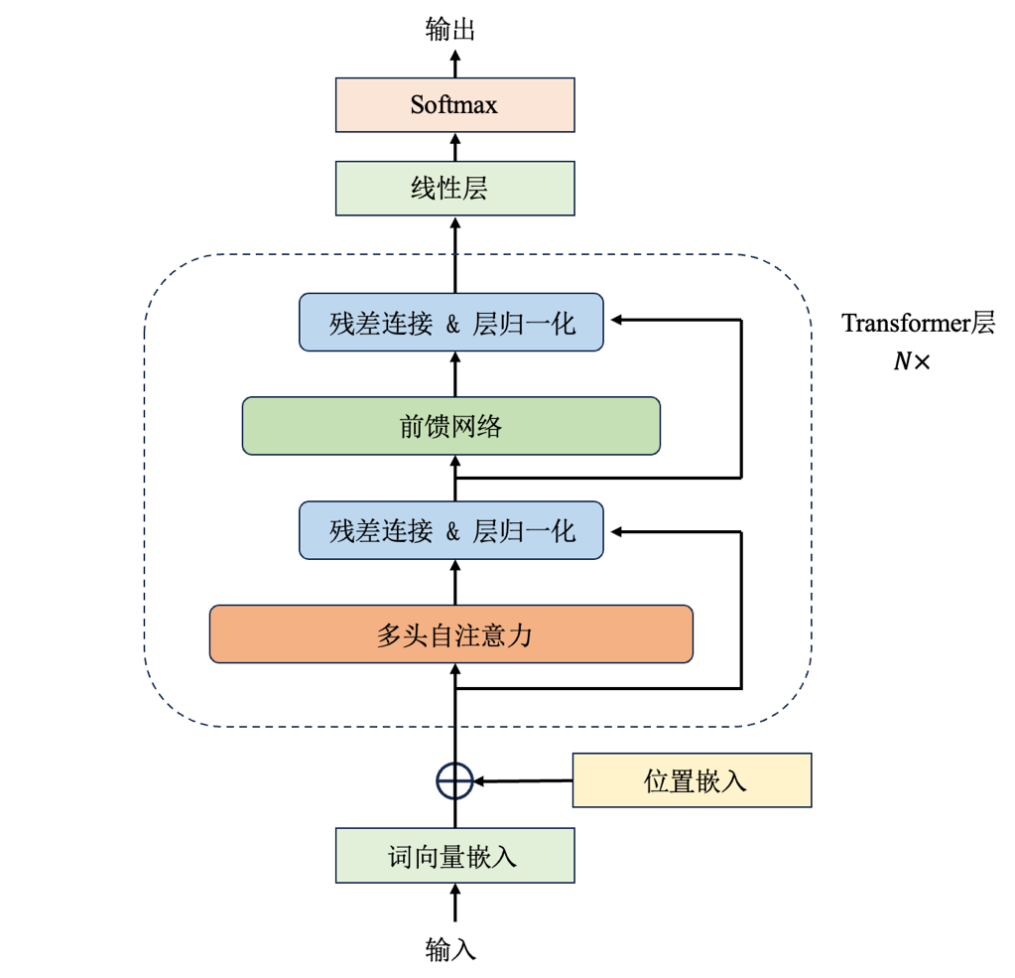 输出
Softmax
线性层
残差连接 & 层归一化
Transformer层
N×
前馈网络
残差连接 & 层归一化
多头自注意力
位置嵌入
词向量嵌入
输入